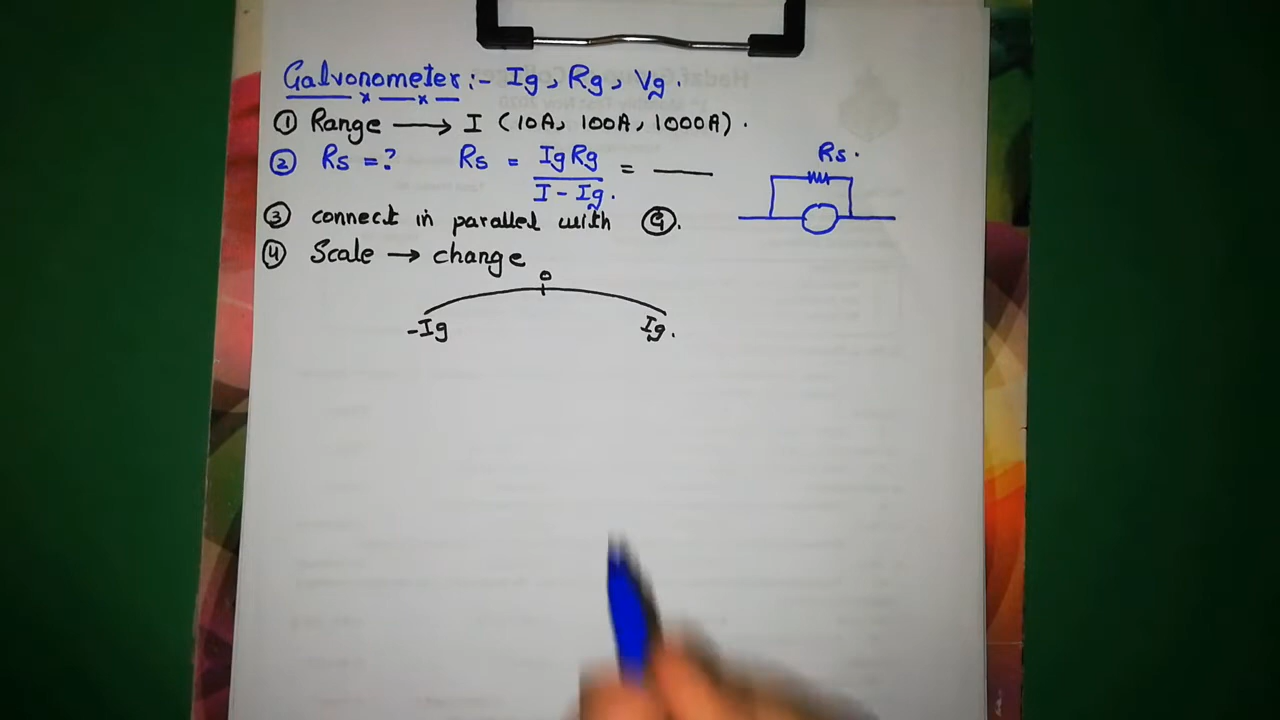 Galvonometer :- Ig, Rg, Vg.
① Range ⟶ I (10A, 100A, 1000A).
② Rs = ? Rs = IgRg / I - Ig. = ___
Rs.
③ connect in parallel with Ⓖ.
④ Scale → change
0
-Ig Ig.